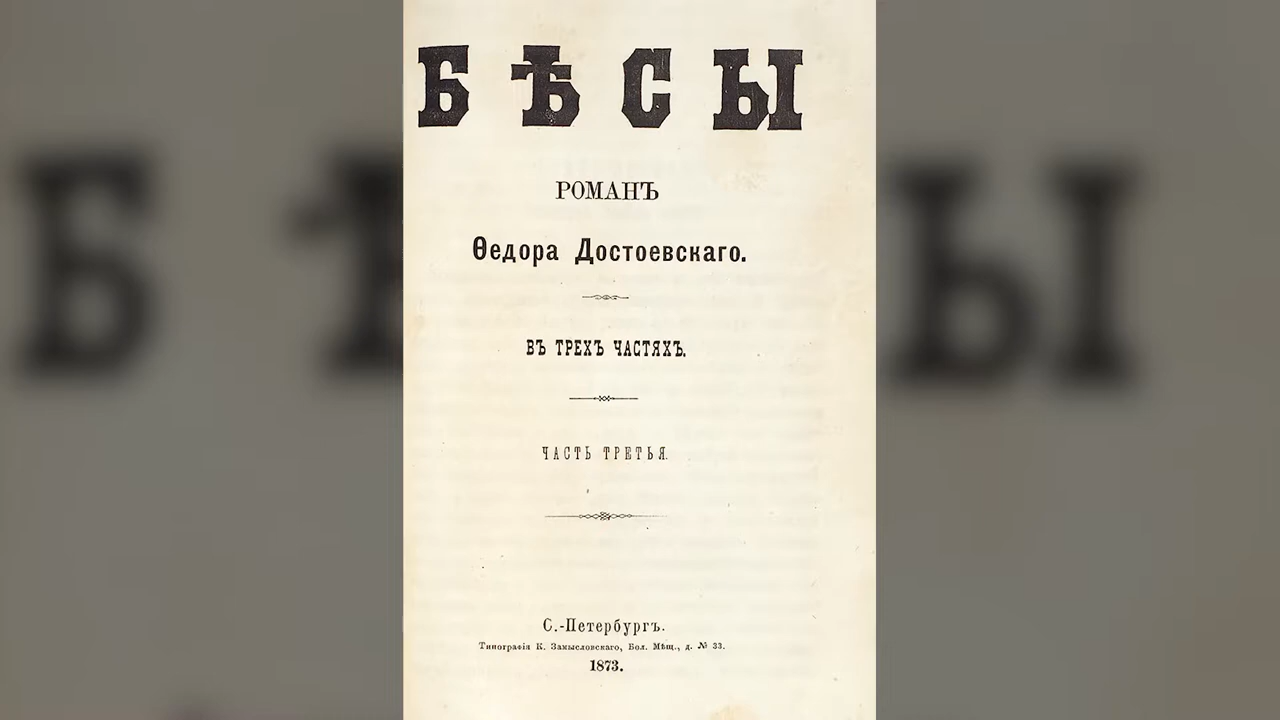 БѢСЫ
РОМАНЪ
Ѳедора Достоевскаго.
ВЪ ТРЕХЪ ЧАСТЯХЪ.
ЧАСТЬ ТРЕТЬЯ.
С.-Петербургъ.
Типографія К. Замысловскаго, Бол. Мѣщ., д. № 33.
1873.